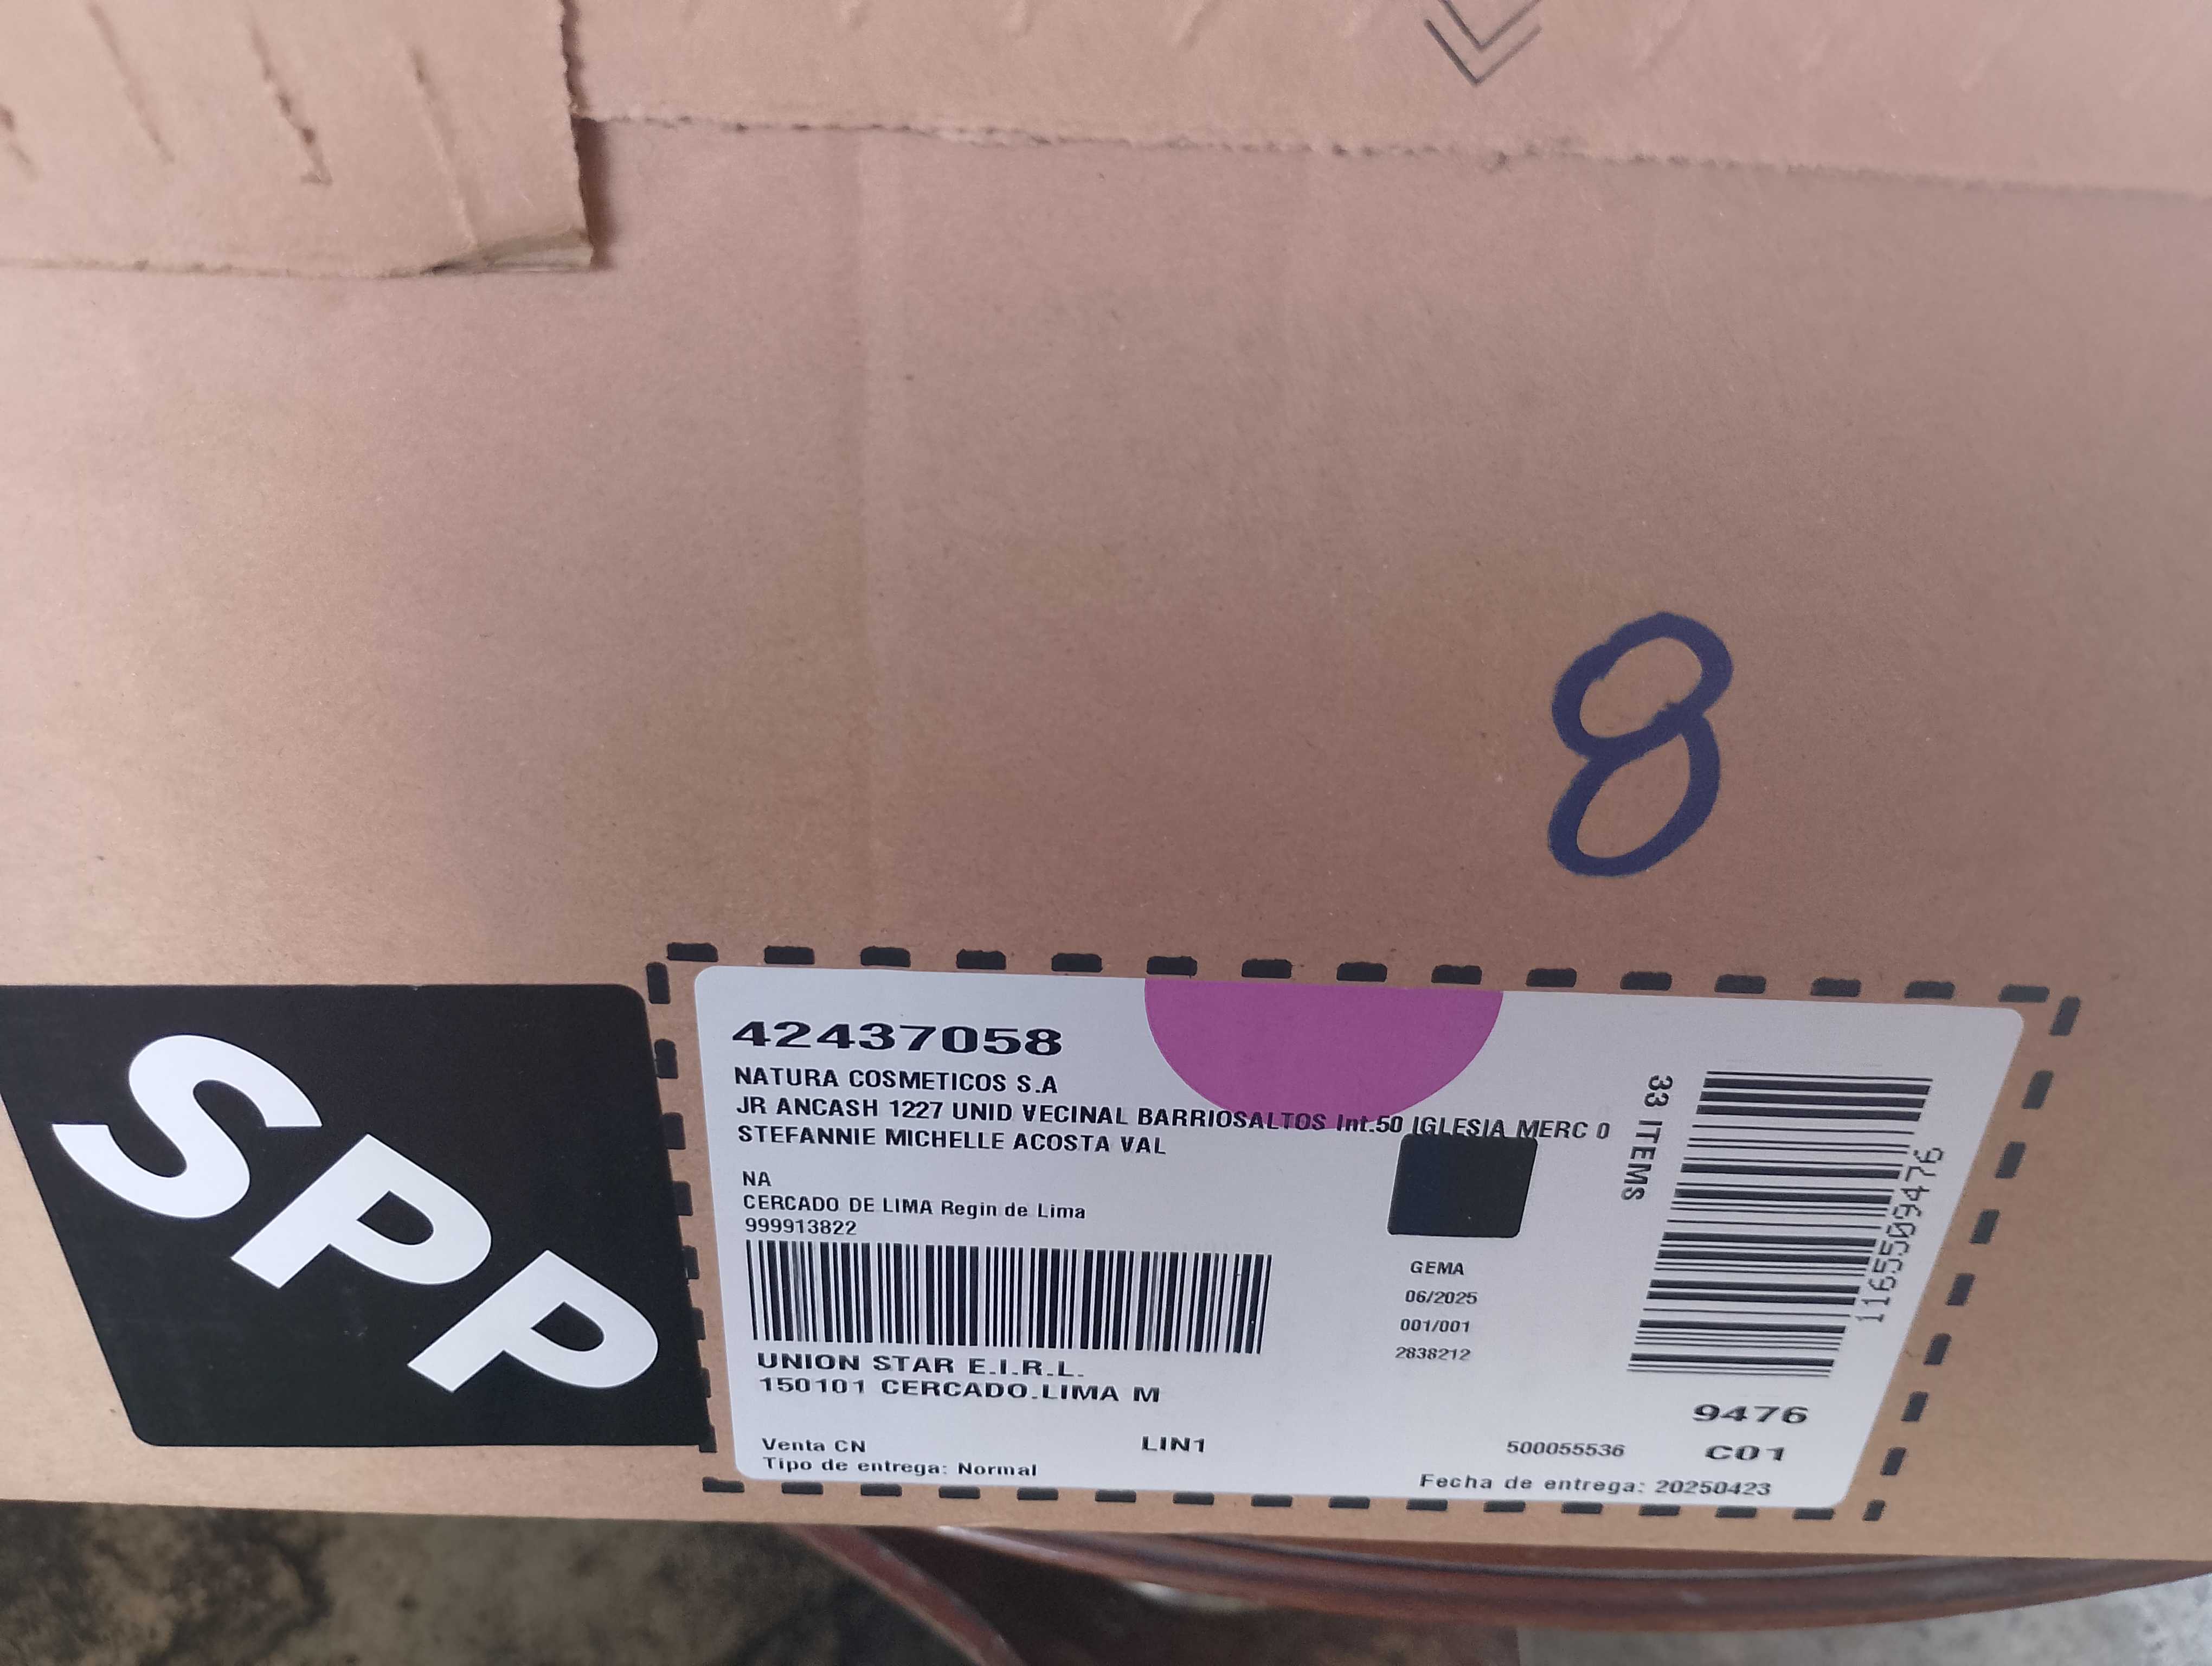 8
SPP
42437058
NATURA COSMETICOS S.A
JR ANCASH 1227 UNID VECINAL BARRIOSALTOS Int.50 IGLESIA MERC 0
STEFANNIE MICHELLE ACOSTA VAL
NA
CERCADO DE LIMA Regin de Lima
999913822
UNION STAR E.I.R.L.
150101 CERCADO.LIMA M
Venta CN
Tipo de entrega: Normal
LIN1
GEMA
06/2025
001/001
2838212
33 ITEMS
1165509476
9476
500055536 C01
Fecha de entrega: 20250423